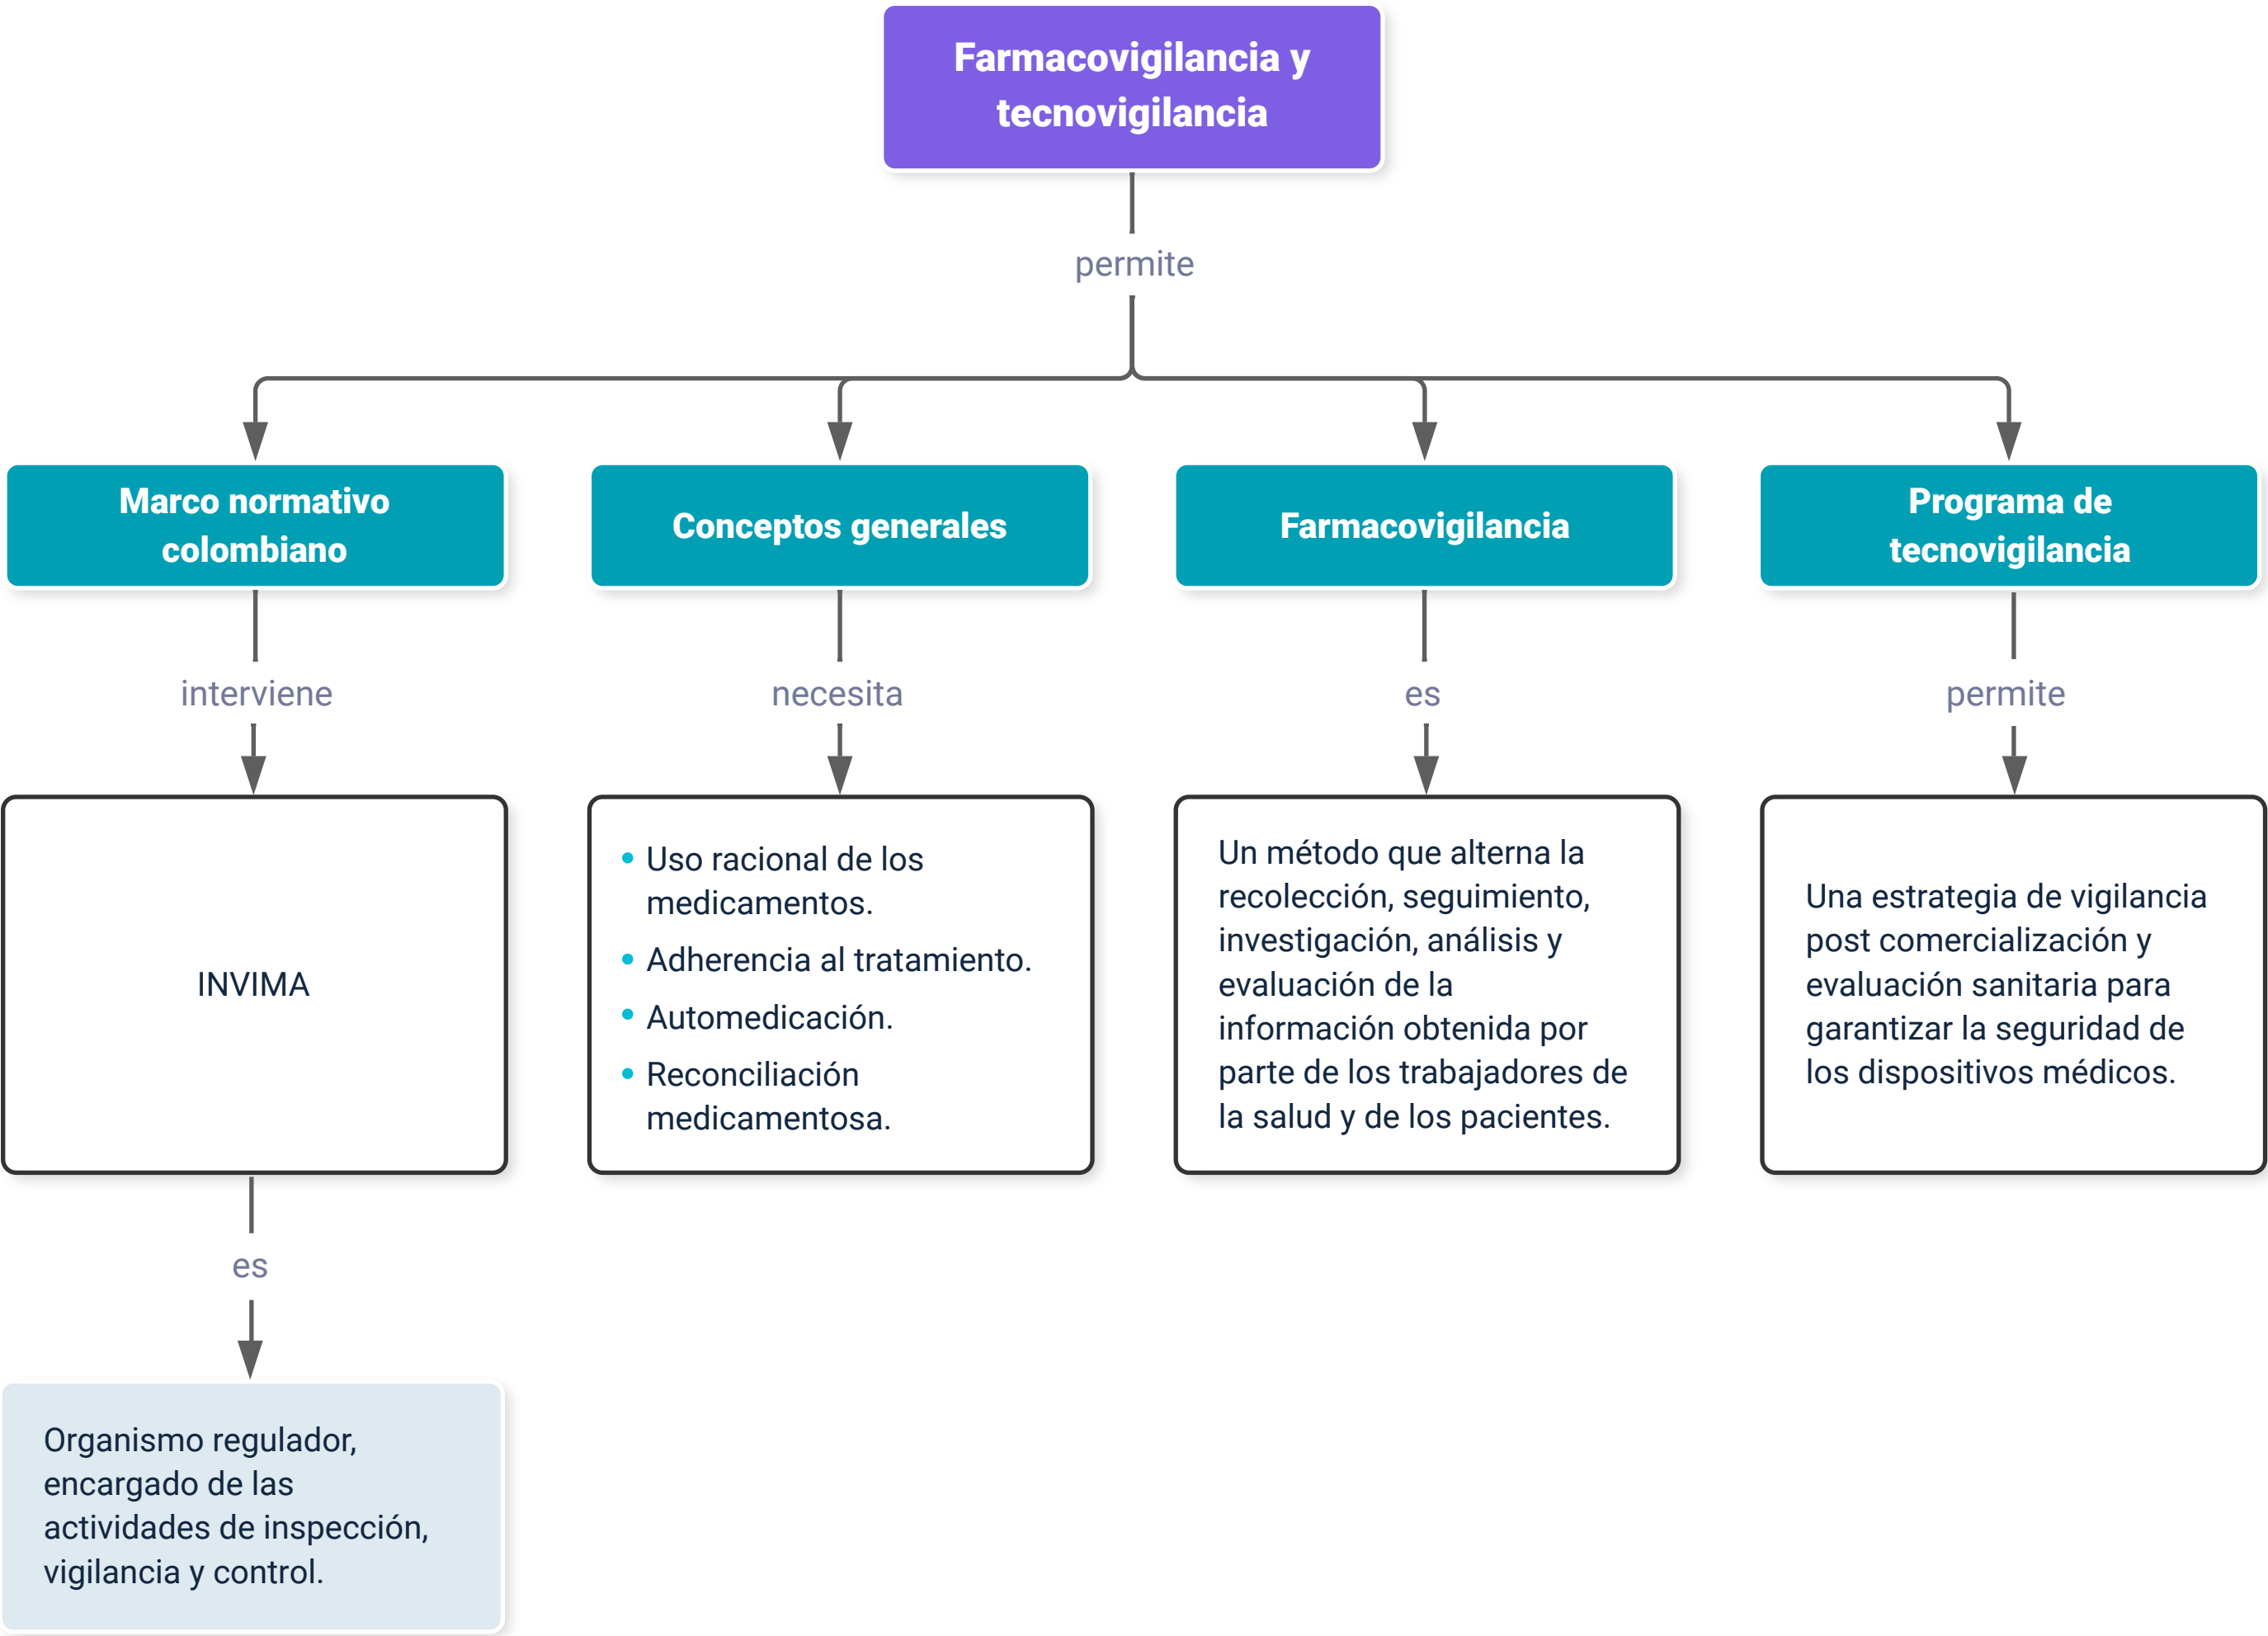 Farmacovigilancia y
tecnovigilancia
permite
Marco normativo
colombiano
interviene
INVIMA
es
Organismo regulador,
encargado de las
actividades de inspección,
vigilancia y control.
Conceptos generales
necesita
• Uso racional de los
medicamentos.
• Adherencia al tratamiento.
• Automedicación.
• Reconciliación
medicamentosa.
Farmacovigilancia
es
Un método que alterna la
recolección, seguimiento,
investigación, análisis y
evaluación de la
información obtenida por
parte de los trabajadores de
la salud y de los pacientes.
Programa de
tecnovigilancia
permite
Una estrategia de vigilancia
post comercialización y
evaluación sanitaria para
garantizar la seguridad de
los dispositivos médicos.